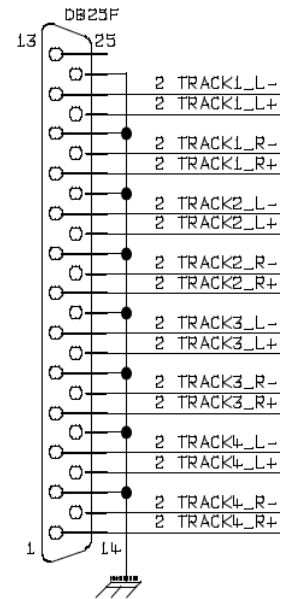 DB25F
13 25
2 TRACK1_L-
2 TRACK1_L+
2 TRACK1_R-
2 TRACK1_R+
2 TRACK2_L-
2 TRACK2_L+
2 TRACK2_R-
2 TRACK2_R+
2 TRACK3_L-
2 TRACK3_L+
2 TRACK3_R-
2 TRACK3_R+
2 TRACK4_L-
2 TRACK4_L+
2 TRACK4_R-
2 TRACK4_R+
1 14